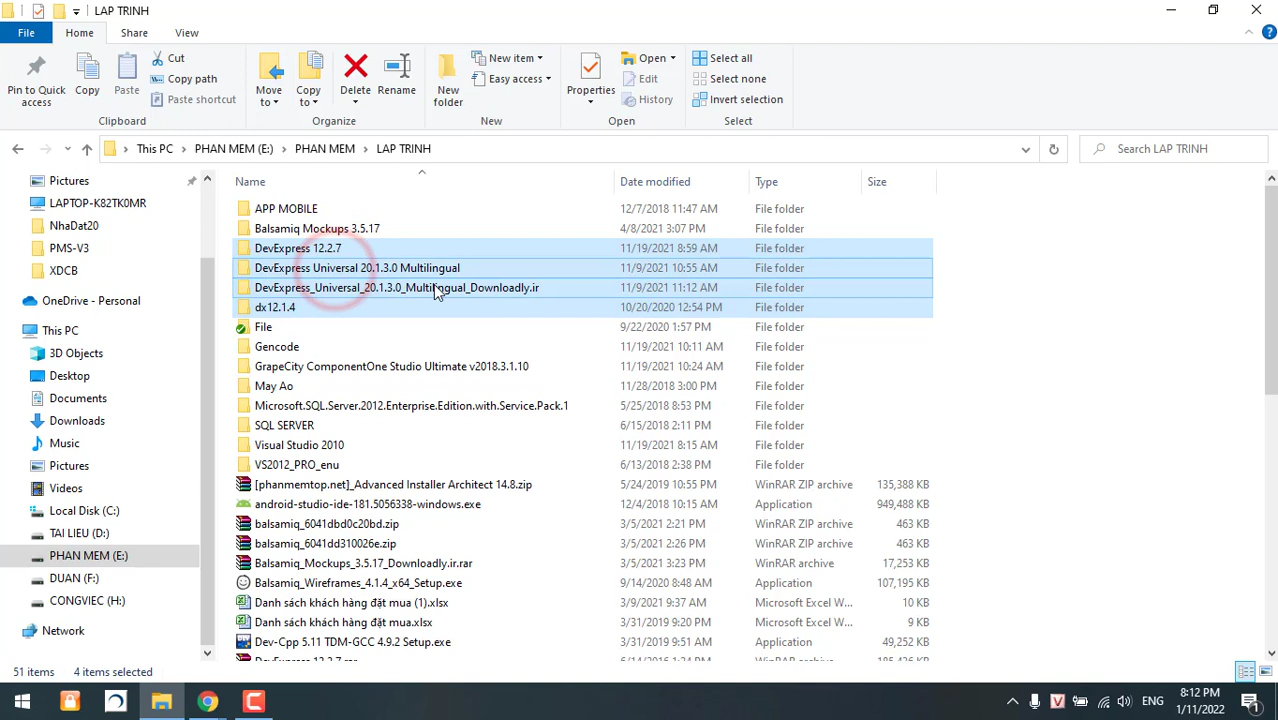 LAP TRINH
File
Home
Share
View
Pin to Quick access
Copy
Paste
Cut
Copy path
Paste shortcut
Clipboard
Move to
Copy to
Delete
Rename
Organize
New folder
New item
Easy access
New
Properties
Open
Edit
History
Open
Select all
Select none
Invert selection
Select
This PC > PHAN MEM (E:) > PHAN MEM > LAP TRINH
Search LAP TRINH
Pictures
LAPTOP-K82TK0MR
NhaDat20
PMS-V3
XDCB
OneDrive - Personal
This PC
3D Objects
Desktop
Documents
Downloads
Music
Pictures
Videos
Local Disk (C:)
TAI LIEU (D:)
PHAN MEM (E:)
DUAN (F:)
CONGVIEC (H:)
Network
Name Date modified Type Size
APP MOBILE 12/7/2018 11:47 AM File folder
Balsamiq Mockups 3.5.17 4/8/2021 3:07 PM File folder
DevExpress 12.2.7 11/19/2021 8:59 AM File folder
DevExpress Universal 20.1.3.0 Multilingual 11/9/2021 10:55 AM File folder
DevExpress_Universal_20.1.3.0_Multilingual_Downloadly.ir 11/9/2021 11:12 AM File folder
dx12.1.4 10/20/2020 12:54 PM File folder
File 9/22/2020 1:57 PM File folder
Gencode 11/19/2021 10:11 AM File folder
GrapeCity ComponentOne Studio Ultimate v2018.3.1.10 11/19/2021 10:24 AM File folder
May Ao 11/28/2018 3:00 PM File folder
Microsoft.SQL.Server.2012.Enterprise.Edition.with.Service.Pack.1 5/25/2018 8:53 PM File folder
SQL SERVER 6/15/2018 2:11 PM File folder
Visual Studio 2010 11/19/2021 8:15 AM File folder
VS2012_PRO_enu 6/13/2018 2:38 PM File folder
[phanmemtop.net]_Advanced Installer Architect 14.8.zip 5/24/2019 10:55 PM WinRAR ZIP archive 135,388 KB
android-studio-ide-181.5056338-windows.exe 12/4/2018 10:15 AM Application 949,488 KB
balsamiq_6041dbd0c20bd.zip 3/5/2021 2:21 PM WinRAR ZIP archive 463 KB
balsamiq_6041dd310026e.zip 3/5/2021 2:26 PM WinRAR ZIP archive 463 KB
Balsamiq_Mockups_3.5.17_Downloadly.ir.rar 3/5/2021 3:23 PM WinRAR archive 17,253 KB
Balsamiq_Wireframes_4.1.4_x64_Setup.exe 9/14/2020 8:48 AM Application 107,195 KB
Danh sách khách hàng đặt mua (1).xlsx 3/9/2021 9:37 AM Microsoft Excel W... 10 KB
Danh sách khách hàng đặt mua.xlsx 3/31/2019 9:20 PM Microsoft Excel W... 9 KB
Dev-Cpp 5.11 TDM-GCC 4.9.2 Setup.exe 3/31/2019 9:51 AM Application 49,252 KB
51 items 4 items selected
ENG
8:12 PM
1/11/2022